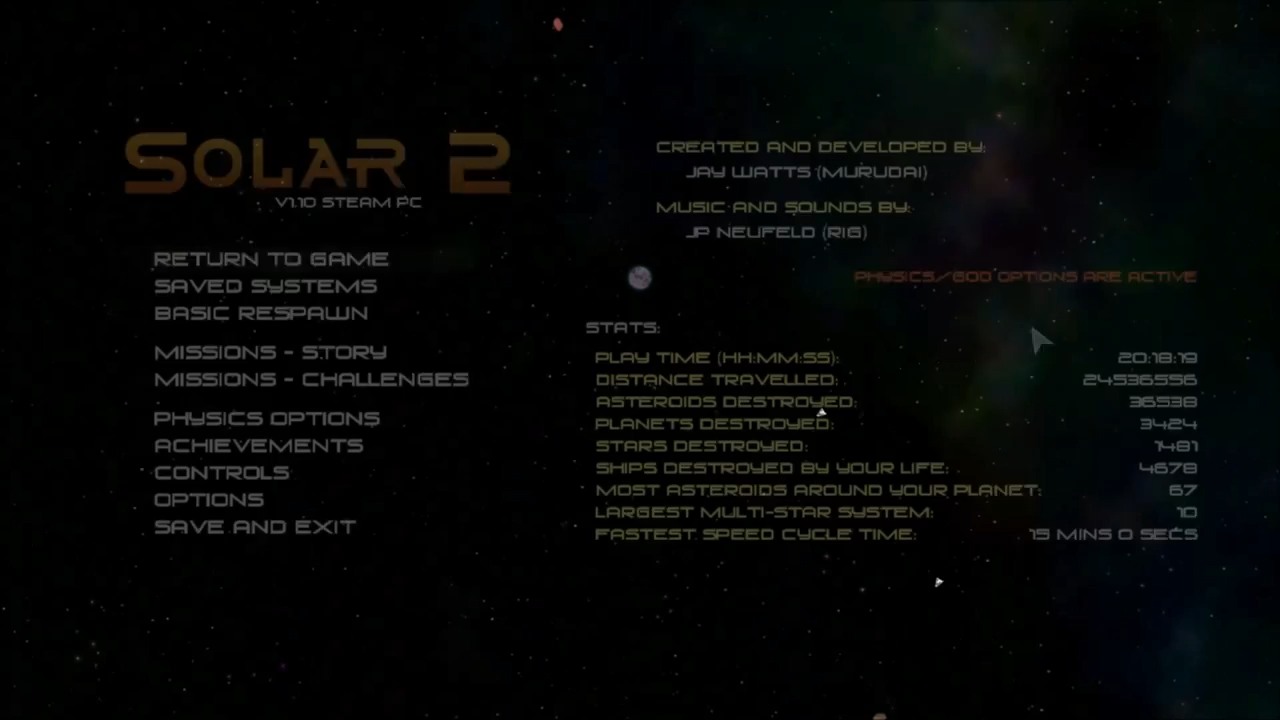 SOLAR 2
V1.10 STEAM PC
RETURN TO GAME
SAVED SYSTEMS
BASIC RESPAWN
MISSIONS - STORY
MISSIONS - CHALLENGES
PHYSICS OPTIONS
ACHIEVEMENTS
CONTROLS
OPTIONS
SAVE AND EXIT
CREATED AND DEVELOPED BY:
JAY WATTS (MURUDAI)
MUSIC AND SOUNDS BY:
JP NEUFELD (RIG)
PHYSICS/GOD OPTIONS ARE ACTIVE
STATS:
PLAY TIME (HH:MM:SS): 20:18:19
DISTANCE TRAVELLED: 24536556
ASTEROIDS DESTROYED: 36538
PLANETS DESTROYED: 3424
STARS DESTROYED: 1481
SHIPS DESTROYED BY YOUR LIFE: 4678
MOST ASTEROIDS AROUND YOUR PLANET: 67
LARGEST MULTI-STAR SYSTEM: 10
FASTEST SPEED CYCLE TIME: 15 MINS 0 SECS